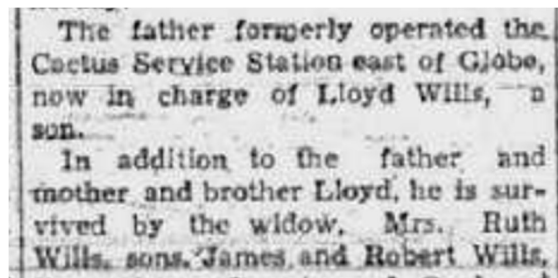 The father formerly operated the
Cactus Service Station east of Globe,
now in charge of Lloyd Wills, a
son.
In addition to the father and
mother and brother Lloyd, he is sur-
vived by the widow, Mrs. Ruth
Wills, sons, James and Robert Wills,